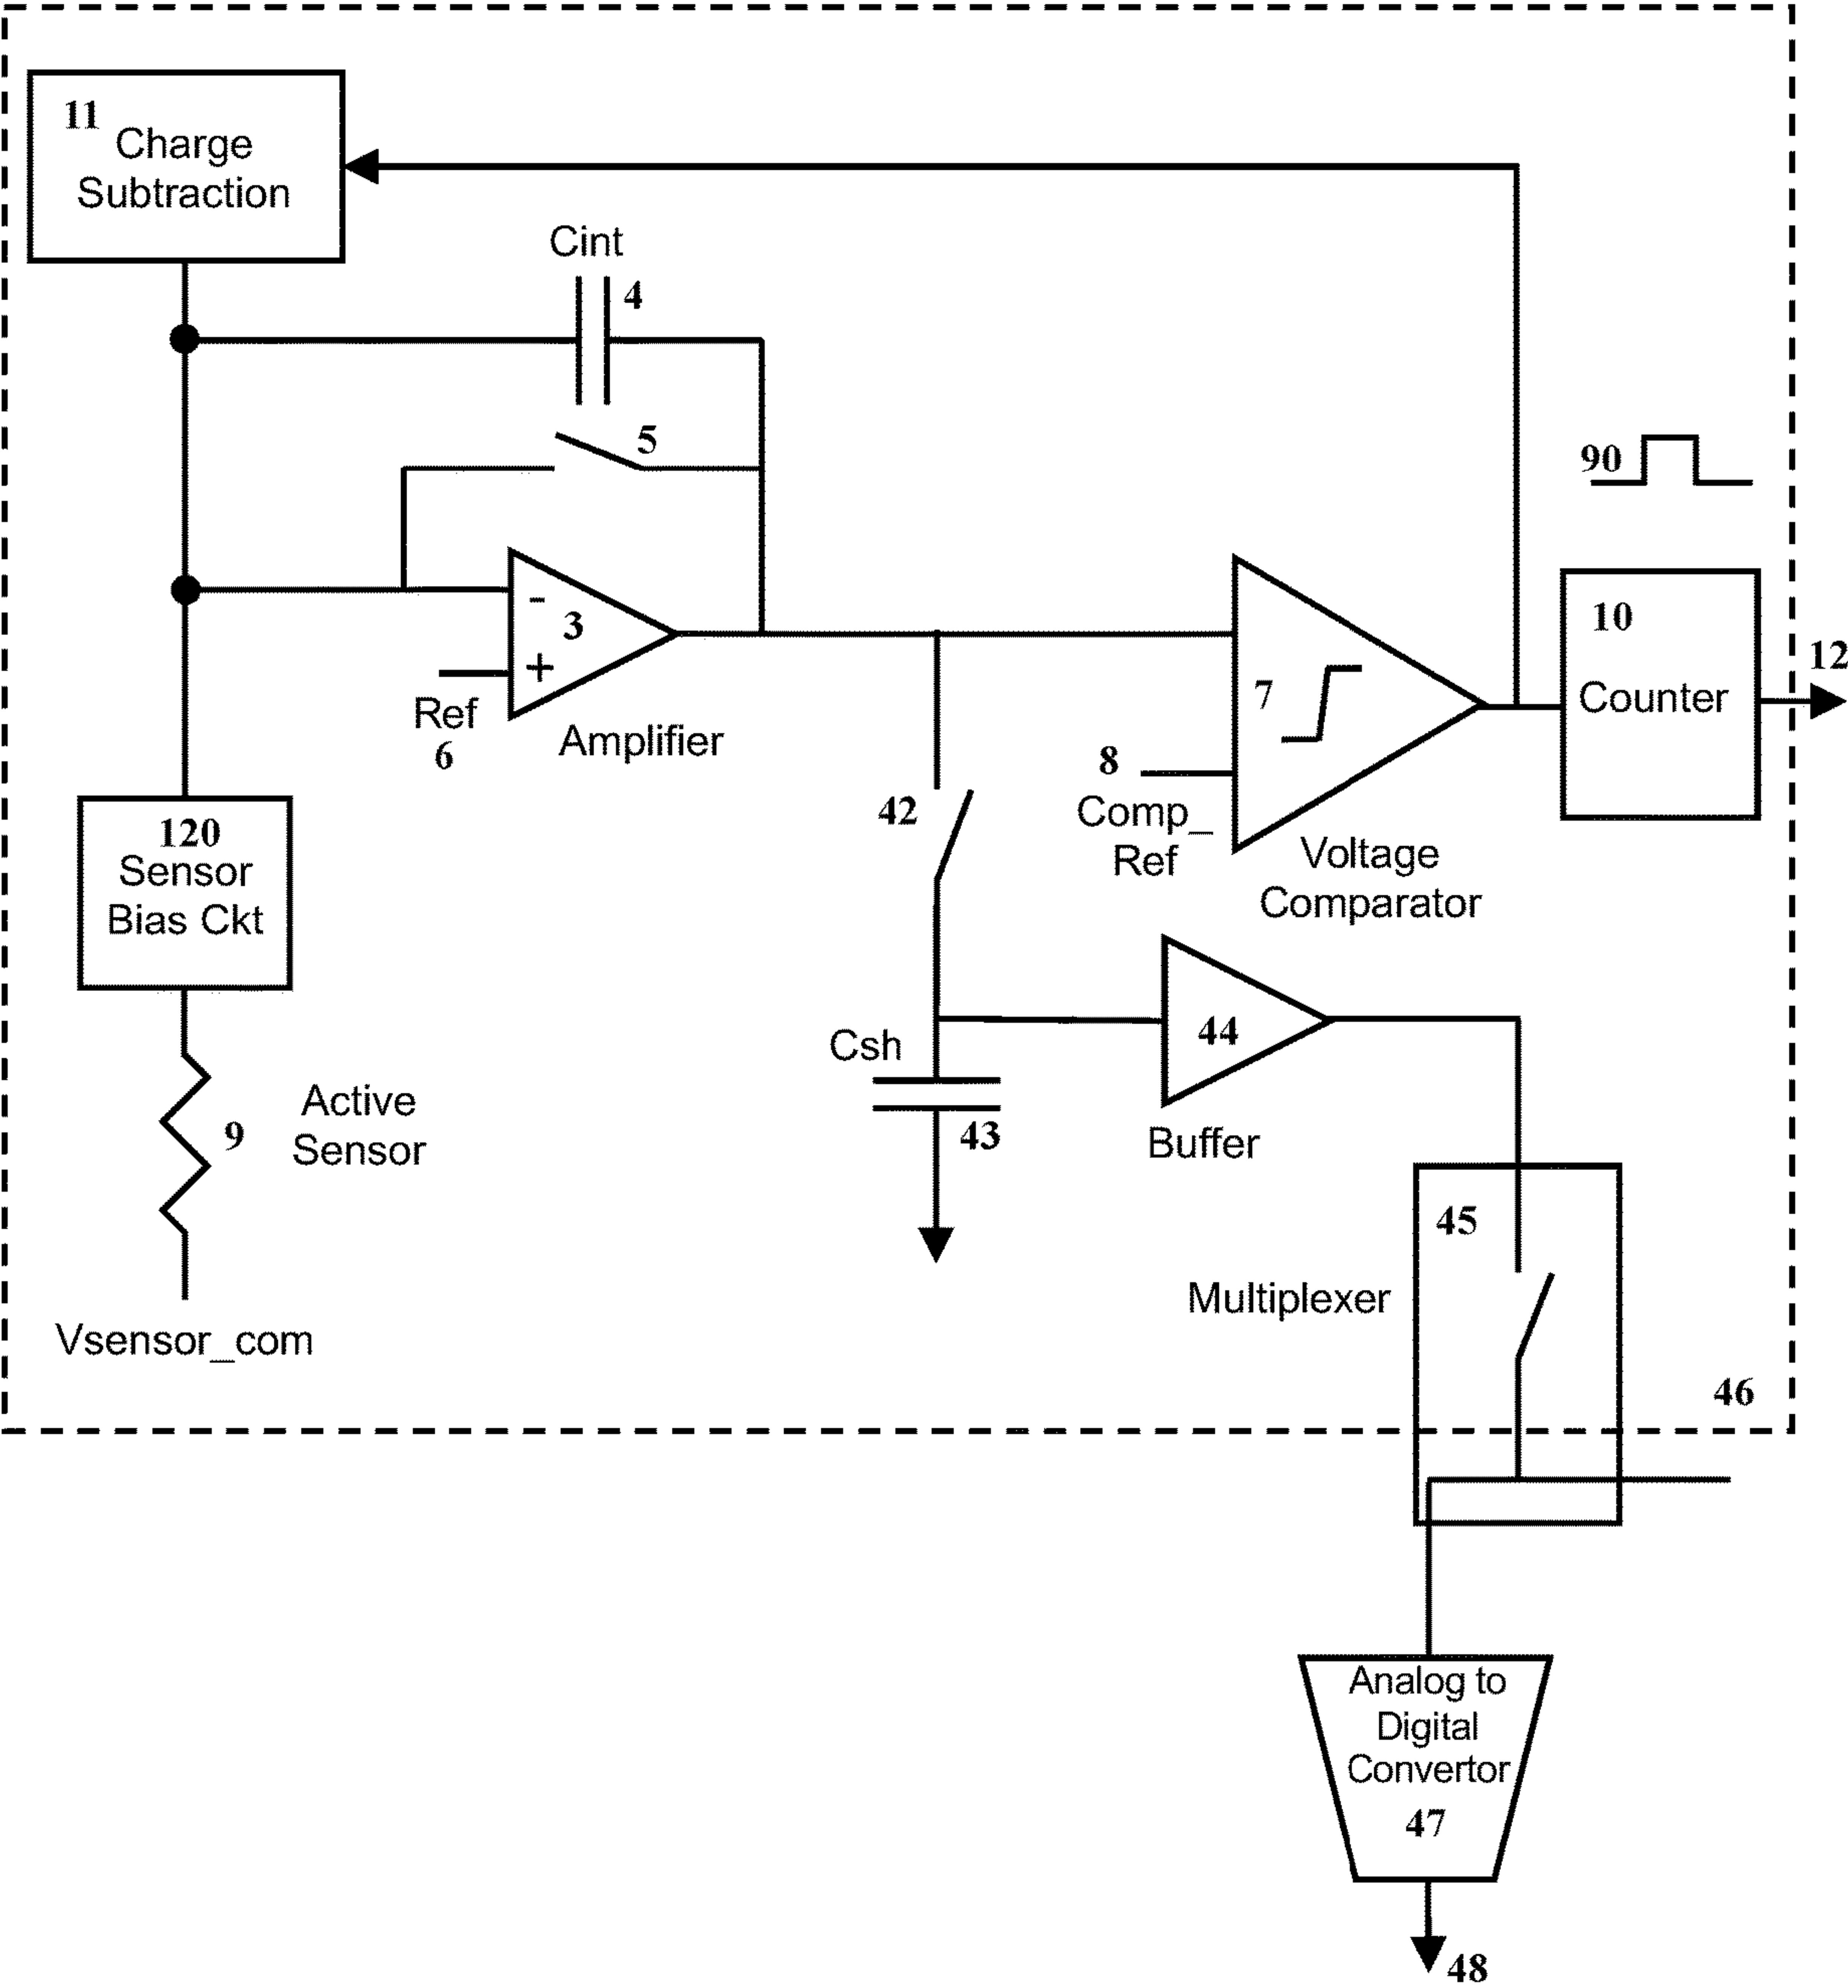 11
Charge
Subtraction
Cint
4
5
90
-
3
+
Ref
6
Amplifier
7
8
Comp_
Ref
Voltage
Comparator
10
Counter
12
120
Sensor
Bias Ckt
42
9
Active
Sensor
Vsensor_com
Csh
43
44
Buffer
45
Multiplexer
46
Analog to
Digital
Convertor
47
48